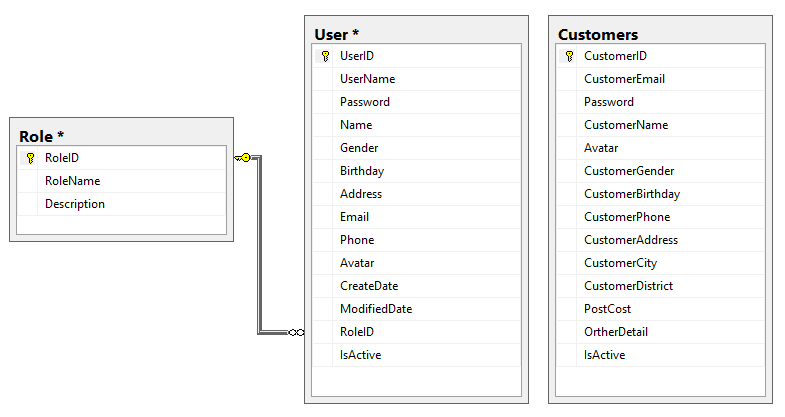 Role *
RoleID
RoleName
Description
User *
UserID
UserName
Password
Name
Gender
Birthday
Address
Email
Phone
Avatar
CreateDate
ModifiedDate
RoleID
IsActive
Customers
CustomerID
CustomerEmail
Password
CustomerName
Avatar
CustomerGender
CustomerBirthday
CustomerPhone
CustomerAddress
CustomerCity
CustomerDistrict
PostCost
OrtherDetail
IsActive